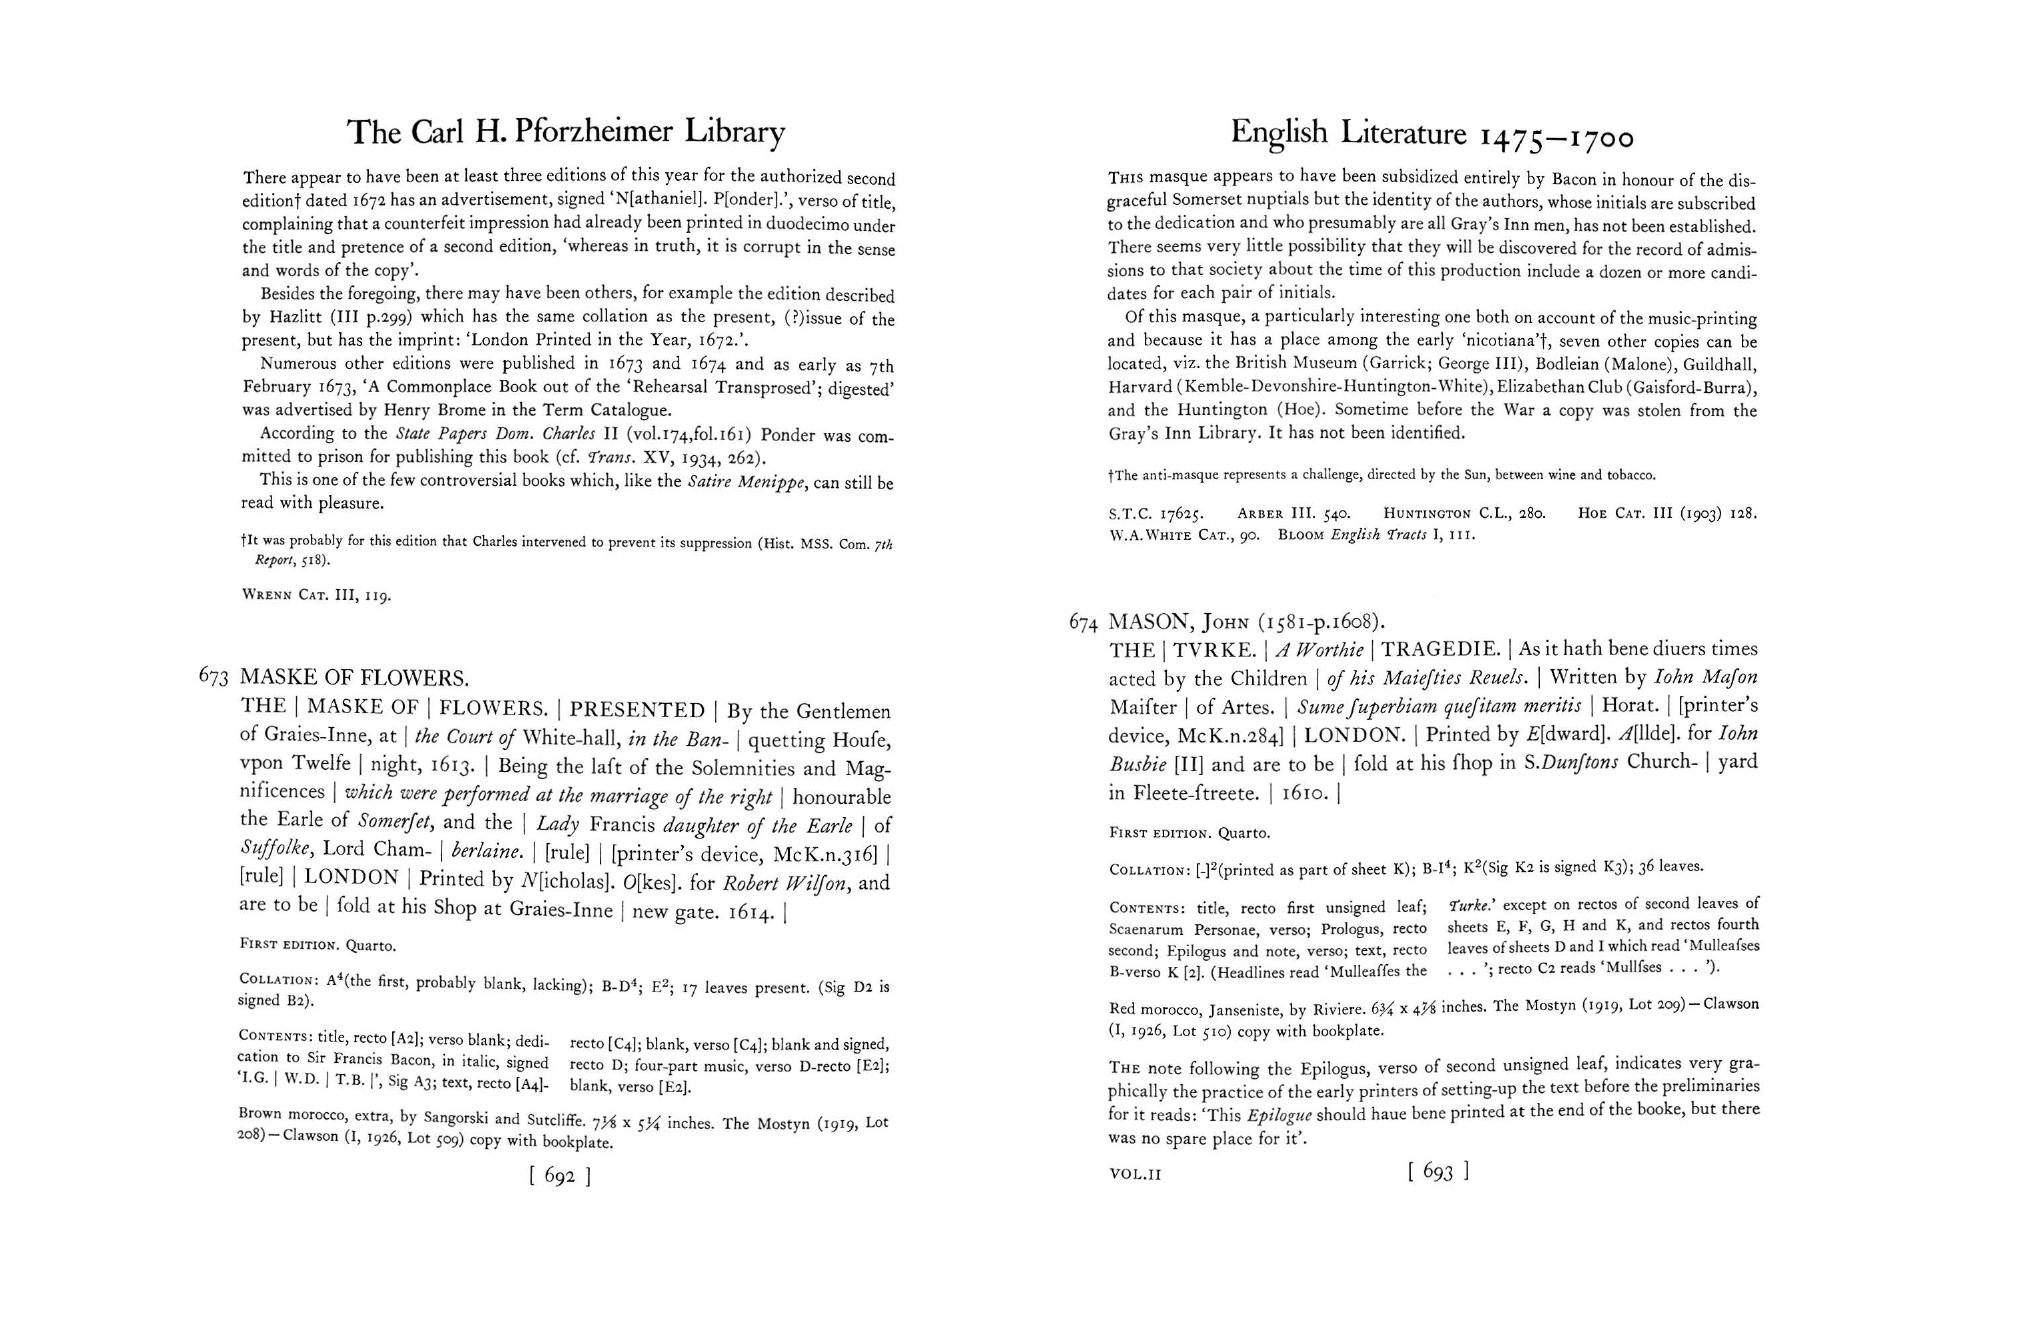 The Carl H. Pforzheimer Library
There appear to have been at least three editions of this year for the authorized second
edition† dated 1672 has an advertisement, signed ‘N[athaniel]. P[onder].’, verso of title,
complaining that a counterfeit impression had already been printed in duodecimo under
the title and pretence of a second edition, ‘whereas in truth, it is corrupt in the sense
and words of the copy’.
Besides the foregoing, there may have been others, for example the edition described
by Hazlitt (III p.299) which has the same collation as the present, (?)issue of the
present, but has the imprint: ‘London Printed in the Year, 1672.’.
Numerous other editions were published in 1673 and 1674 and as early as 7th
February 1673, ‘A Commonplace Book out of the ‘Rehearsal Transprosed’; digested’
was advertised by Henry Brome in the Term Catalogue.
According to the State Papers Dom. Charles II (vol.174,fol.161) Ponder was com-
mitted to prison for publishing this book (cf. Trans. XV, 1934, 262).
This is one of the few controversial books which, like the Satire Menippe, can still be
read with pleasure.
†It was probably for this edition that Charles intervened to prevent its suppression (Hist. MSS. Com. 7th
Report, 518).
WRENN CAT. III, 119.
673 MASKE OF FLOWERS.
THE | MASKE OF | FLOWERS. | PRESENTED | By the Gentlemen
of Graies-Inne, at | the Court of White-hall, in the Ban- | quetting Houſe,
vpon Twelfe | night, 1613. | Being the laſt of the Solemnities and Mag-
nificences | which were performed at the marriage of the right | honourable
the Earle of Somerſet, and the | Lady Francis daughter of the Earle | of
Suffolke, Lord Cham- | berlaine. | [rule] | [printer’s device, McK.n.316] |
[rule] | LONDON | Printed by N[icholas]. O[kes]. for Robert Wilſon, and
are to be | ſold at his Shop at Graies-Inne | new gate. 1614. |
FIRST EDITION. Quarto.
COLLATION: A⁴(the first, probably blank, lacking); B-D⁴; E²; 17 leaves present. (Sig D2 is
signed B2).
CONTENTS: title, recto [A2]; verso blank; dedi-
cation to Sir Francis Bacon, in italic, signed
‘I.G. | W.D. | T.B. |’, Sig A3; text, recto [A4]-
recto [C4]; blank, verso [C4]; blank and signed,
recto D; four-part music, verso D-recto [E2];
blank, verso [E2].
Brown morocco, extra, by Sangorski and Sutcliffe. 7⅛ x 5¼ inches. The Mostyn (1919, Lot
208)—Clawson (I, 1926, Lot 509) copy with bookplate.
[ 692 ]
English Literature 1475–1700
THIS masque appears to have been subsidized entirely by Bacon in honour of the dis-
graceful Somerset nuptials but the identity of the authors, whose initials are subscribed
to the dedication and who presumably are all Gray’s Inn men, has not been established.
There seems very little possibility that they will be discovered for the record of admis-
sions to that society about the time of this production include a dozen or more candi-
dates for each pair of initials.
Of this masque, a particularly interesting one both on account of the music-printing
and because it has a place among the early ‘nicotiana’†, seven other copies can be
located, viz. the British Museum (Garrick; George III), Bodleian (Malone), Guildhall,
Harvard (Kemble-Devonshire-Huntington-White), Elizabethan Club (Gaisford-Burra),
and the Huntington (Hoe). Sometime before the War a copy was stolen from the
Gray’s Inn Library. It has not been identified.
†The anti-masque represents a challenge, directed by the Sun, between wine and tobacco.
S.T.C. 17625. ARBER III. 540. HUNTINGTON C.L., 280. HOE CAT. III (1903) 128.
W.A.WHITE CAT., 90. BLOOM English Tracts I, 111.
674 MASON, JOHN (1581-p.1608).
THE | TVRKE. | A Worthie | TRAGEDIE. | As it hath bene diuers times
acted by the Children | of his Maieſties Reuels. | Written by Iohn Maſon
Maiſter | of Artes. | Sume ſuperbiam queſitam meritis | Horat. | [printer’s
device, McK.n.284] | LONDON. | Printed by E[dward]. A[llde]. for Iohn
Busbie [II] and are to be | ſold at his ſhop in S.Dunſtons Church- | yard
in Fleete-ſtreete. | 1610. |
FIRST EDITION. Quarto.
COLLATION: [-]²(printed as part of sheet K); B-I⁴; K²(Sig K2 is signed K3); 36 leaves.
CONTENTS: title, recto first unsigned leaf;
Scaenarum Personae, verso; Prologus, recto
second; Epilogus and note, verso; text, recto
B-verso K [2]. (Headlines read ‘Mulleaſſes the
Turke.’ except on rectos of second leaves of
sheets E, F, G, H and K, and rectos fourth
leaves of sheets D and I which read ‘Mulleaſses
. . . ’; recto C2 reads ‘Mullſses . . . ’).
Red morocco, Janseniste, by Riviere. 6¾ x 4⅞ inches. The Mostyn (1919, Lot 209)—Clawson
(I, 1926, Lot 510) copy with bookplate.
THE note following the Epilogus, verso of second unsigned leaf, indicates very gra-
phically the practice of the early printers of setting-up the text before the preliminaries
for it reads: ‘This Epilogue should haue bene printed at the end of the booke, but there
was no spare place for it’.
VOL.II
[ 693 ]